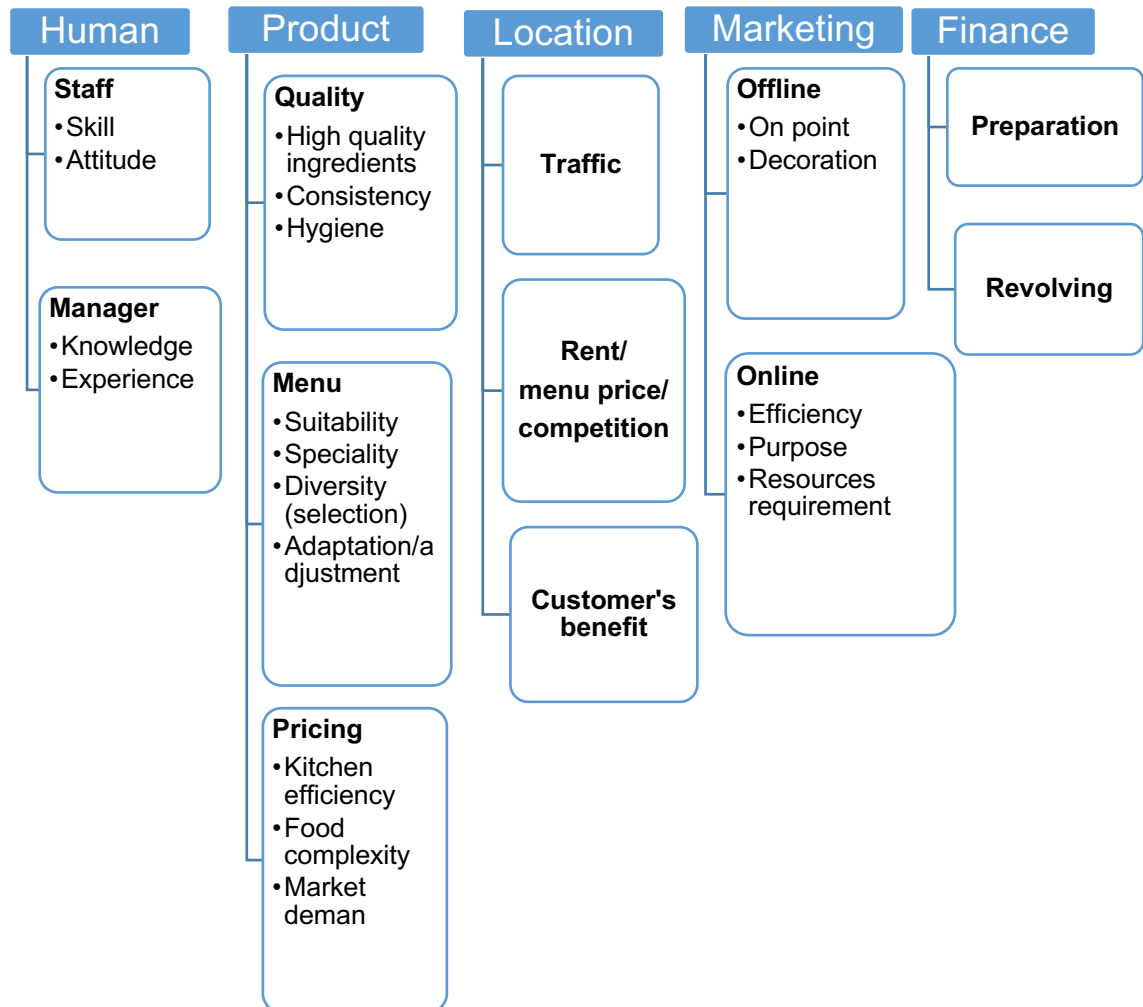 Human
Staff
•Skill
•Attitude
Manager
•Knowledge
•Experience
Product
Quality
•High quality
ingredients
•Consistency
•Hygiene
Menu
•Suitability
•Speciality
•Diversity
(selection)
•Adaptation/a
djustment
Pricing
•Kitchen
efficiency
•Food
complexity
•Market
deman
Location
Traffic
Rent/
menu price/
competition
Customer's
benefit
Marketing
Offline
•On point
•Decoration
Online
•Efficiency
•Purpose
•Resources
requirement
Finance
Preparation
Revolving